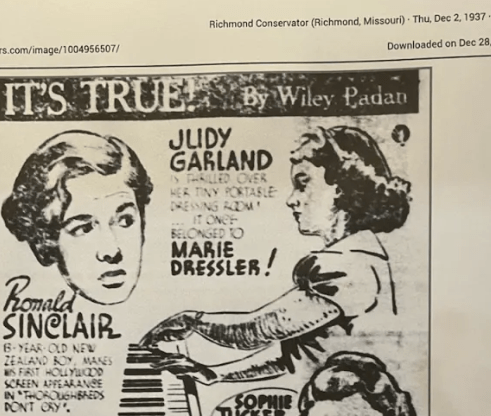 Richmond Conservator (Richmond, Missouri) · Thu, Dec 2, 1937 ·
rs.com/image/1004956507/
Downloaded on Dec 28,
IT'S TRUE! By Wiley Padan
JUDY
GARLAND
IS THRILLED OVER
HER TINY PORTABLE
DRESSING ROOM!
... IT ONCE
BELONGED TO
MARIE
DRESSLER!
Ronald
SINCLAIR
13-YEAR-OLD NEW
ZEALAND BOY, MAKES
HIS FIRST HOLLYWOOD
SCREEN APPEARANCE
IN "THOROUGHBREDS
DON'T CRY".
SOPHIE
TUCKER